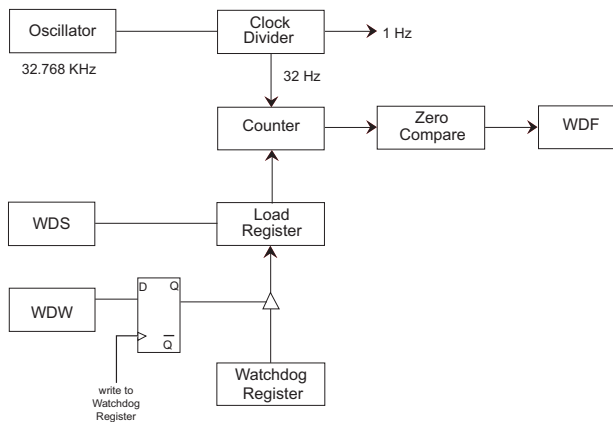 Oscillator
32.768 KHz
Clock
Divider
1 Hz
32 Hz
Counter
Zero
Compare
WDF
WDS
Load
Register
WDW
D
Q
Q
write to
Watchdog
Register
Watchdog
Register